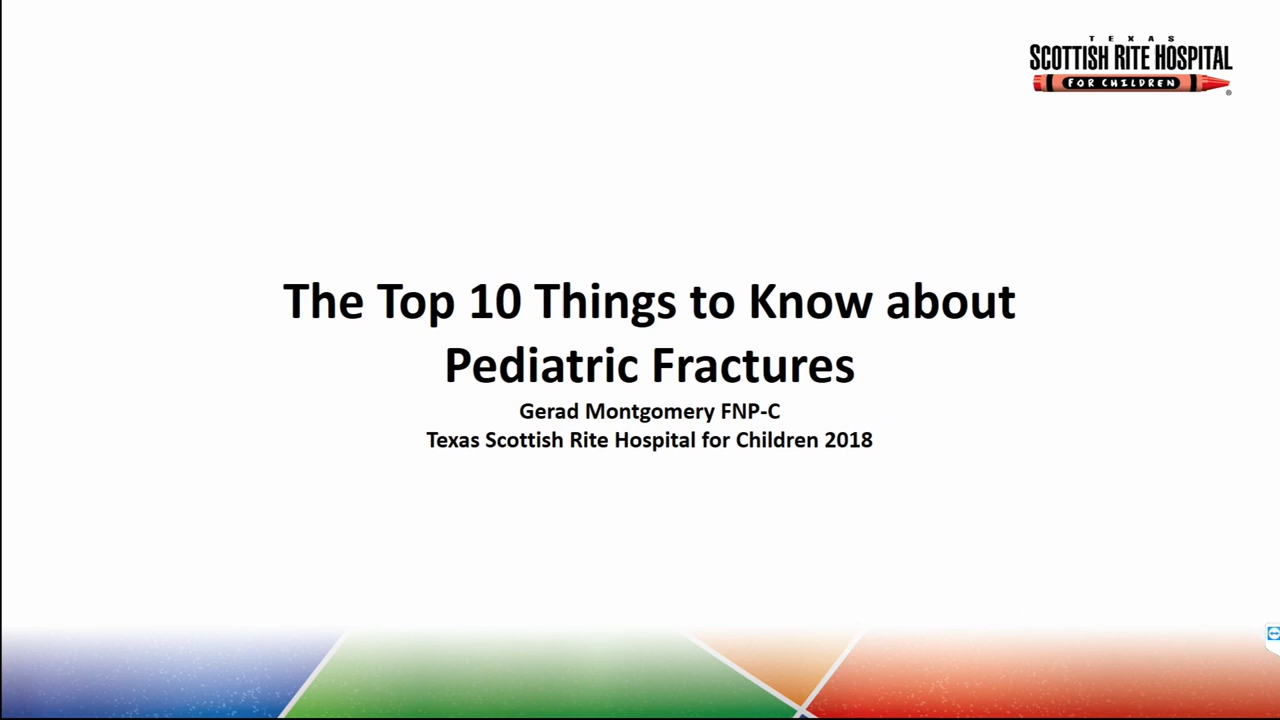 TEXAS
SCOTTISH RITE HOSPITAL
FOR CHILDREN
®
The Top 10 Things to Know about
Pediatric Fractures
Gerad Montgomery FNP-C
Texas Scottish Rite Hospital for Children 2018